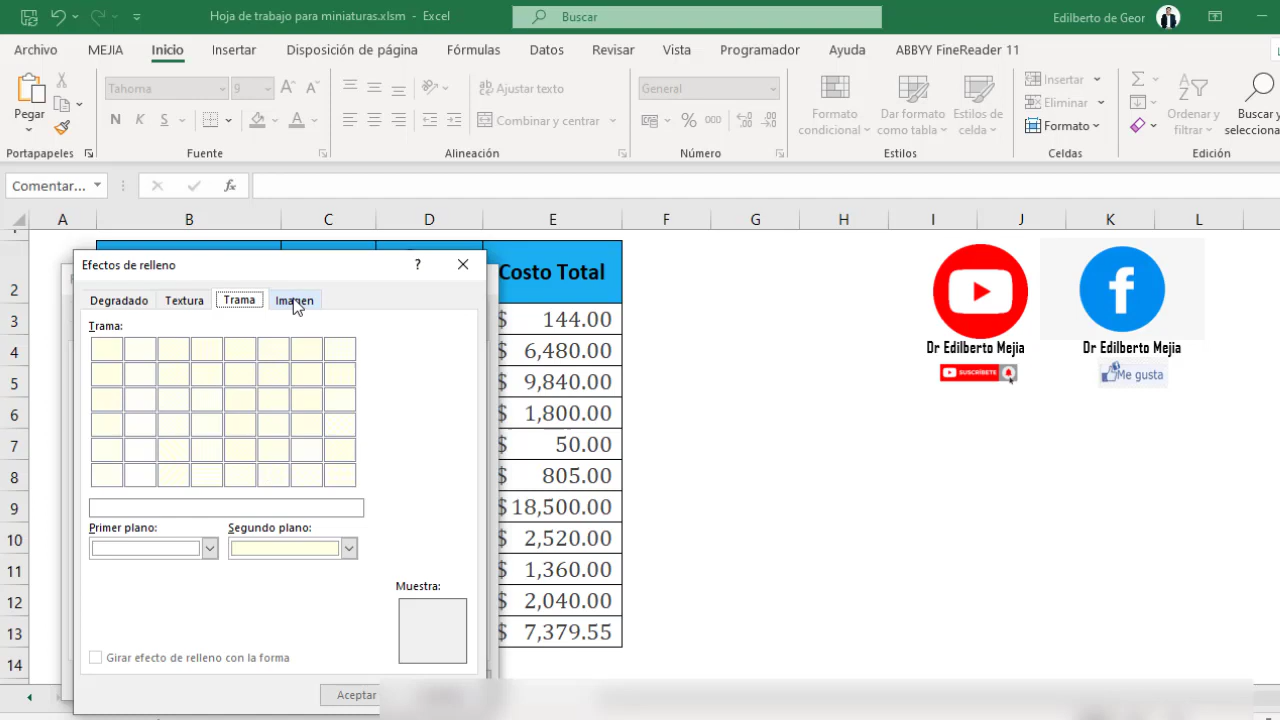 Hoja de trabajo para miniaturas.xlsm - Excel
Buscar
Edilberto de Geor
Archivo MEJIA Inicio Insertar Disposición de página Fórmulas Datos Revisar Vista Programador Ayuda ABBYY FineReader 11
Pegar
Tahoma 9
N K S A
Ajustar texto
Combinar y centrar
General
% 000
Formato condicional
Dar formato como tabla
Estilos de celda
Insertar
Eliminar
Formato
Ordenar y filtrar
Buscar y
selecciona
Portapapeles Fuente Alineación Número Estilos Celdas Edición
Comentar... fx
A B C D E F G H I J K L
Efectos de relleno ?
Degradado Textura Trama Imagen
Trama:
Primer plano: Segundo plano:
Muestra:
Girar efecto de relleno con la forma
Aceptar
2 Costo Total
3 $ 144.00
4 $ 6,480.00
5 $ 9,840.00
6 $ 1,800.00
7 $ 50.00
8 $ 805.00
9 $ 18,500.00
10 $ 2,520.00
11 $ 1,360.00
12 $ 2,040.00
13 $ 7,379.55
14
f
Dr Edilberto Mejia Dr Edilberto Mejia
SUSCRÍBETE Me gusta